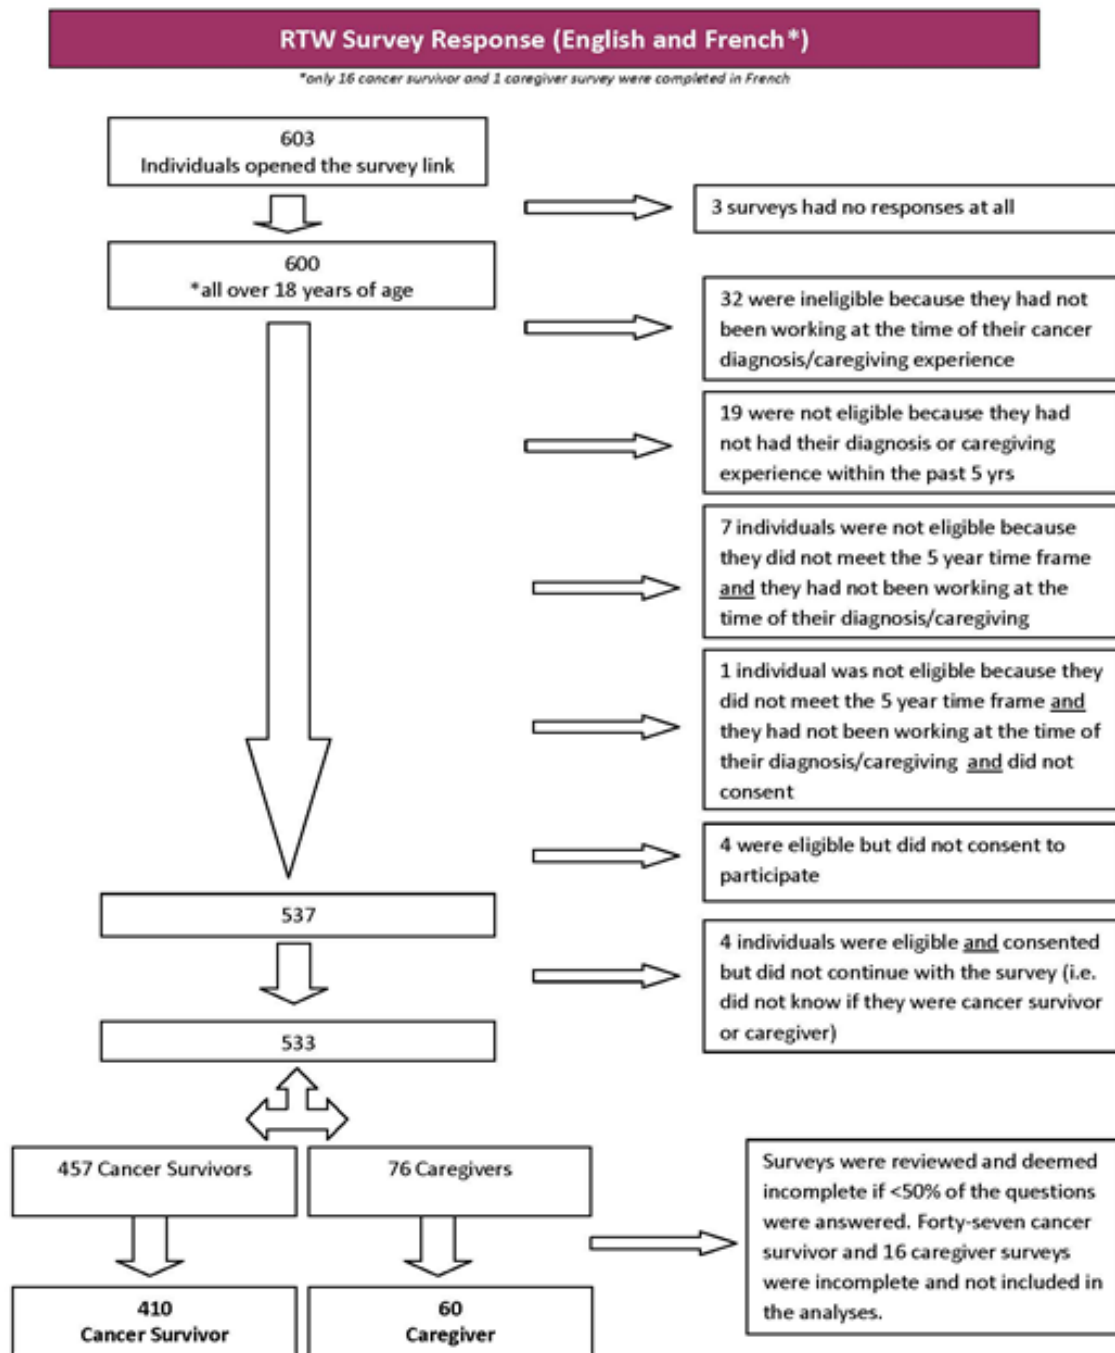 RTW Survey Response (English and French*)
*only 16 cancer survivor and 1 caregiver survey were completed in French
603
Individuals opened the survey link
3 surveys had no responses at all
600
*all over 18 years of age
32 were ineligible because they had not
been working at the time of their cancer
diagnosis/caregiving experience
19 were not eligible because they had
not had their diagnosis or caregiving
experience within the past 5 yrs
7 individuals were not eligible because
they did not meet the 5 year time frame
and they had not been working at the
time of their diagnosis/caregiving
1 individual was not eligible because they
did not meet the 5 year time frame and
they had not been working at the time of
their diagnosis/caregiving and did not
consent
4 were eligible but did not consent to
participate
537
4 individuals were eligible and consented
but did not continue with the survey (i.e.
did not know if they were cancer survivor
or caregiver)
533
457 Cancer Survivors
76 Caregivers
Surveys were reviewed and deemed
incomplete if <50% of the questions
were answered. Forty-seven cancer
survivor and 16 caregiver surveys
were incomplete and not included in
the analyses.
410
Cancer Survivor
60
Caregiver